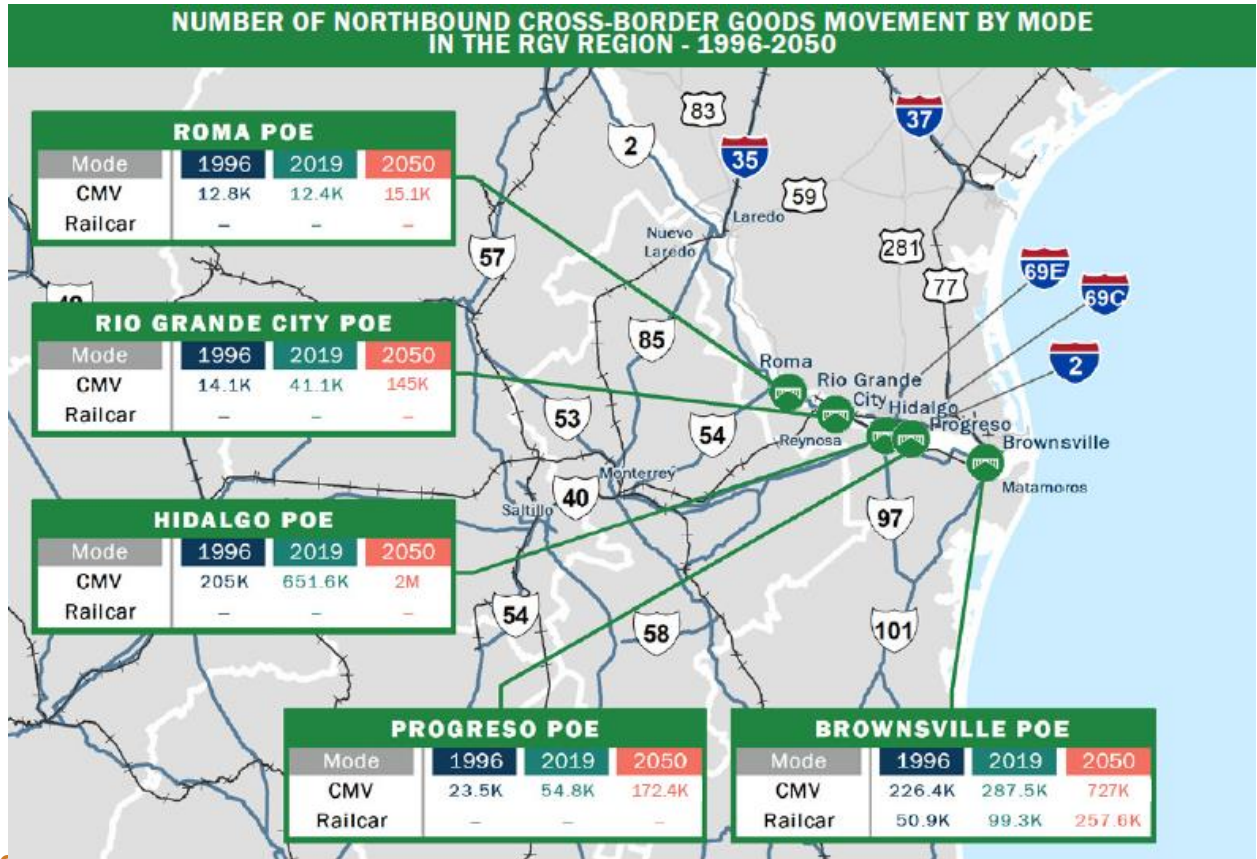 NUMBER OF NORTHBOUND CROSS-BORDER GOODS MOVEMENT BY MODE
IN THE RGV REGION - 1996-2050
ROMA POE
Mode 1996 2019 2050
CMV 12.8K 12.4K 15.1K
Railcar – – –
RIO GRANDE CITY POE
Mode 1996 2019 2050
CMV 14.1K 41.1K 145K
Railcar – – –
HIDALGO POE
Mode 1996 2019 2050
CMV 205K 651.6K 2M
Railcar – – –
PROGRESO POE
Mode 1996 2019 2050
CMV 23.5K 54.8K 172.4K
Railcar – – –
BROWNSVILLE POE
Mode 1996 2019 2050
CMV 226.4K 287.5K 727K
Railcar 50.9K 99.3K 257.6K
83
37
2
35
59
Laredo
Nuevo
Laredo
57
281
69E
77
69C
85
2
Roma
Rio Grande
City
Hidalgo
Progreso
53
54
Reynosa
Brownsville
Monterrey
Matamoros
40
Saltillo
97
54
58
101